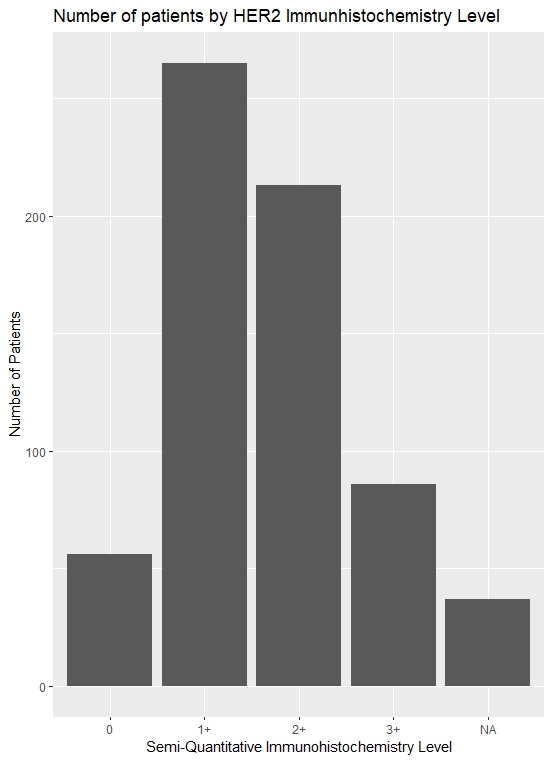 Number of patients by HER2 Immunhistochemistry Level
Number of Patients
200
100
0
0 1+ 2+ 3+ NA
Semi-Quantitative Immunohistochemistry Level